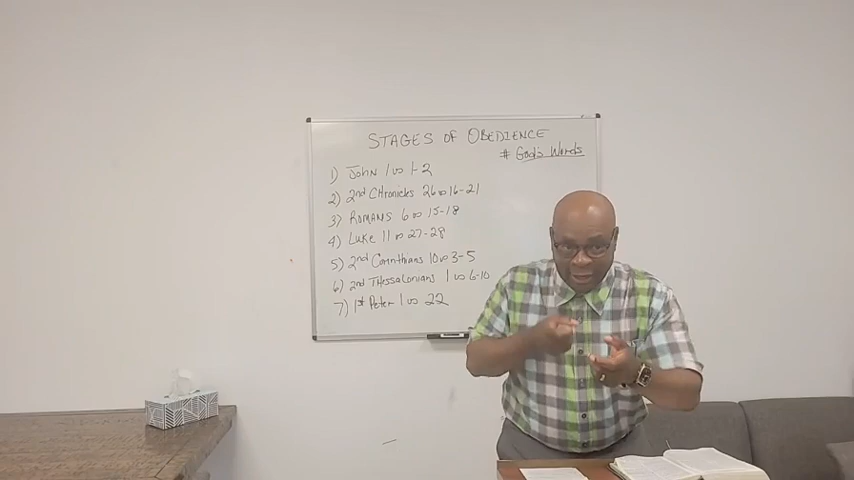 STAGES OF OBEDIENCE
# God's Words
1) John 1 vs 1-2
2) 2nd Chronicles 26 vs 16-21
3) Romans 6 vs 15-18
4) Luke 11 vs 27-28
5) 2nd Corinthians 10 vs 3-5
6) 2nd Thessalonians 1 vs 6-10
7) 1st Peter 1 vs 22